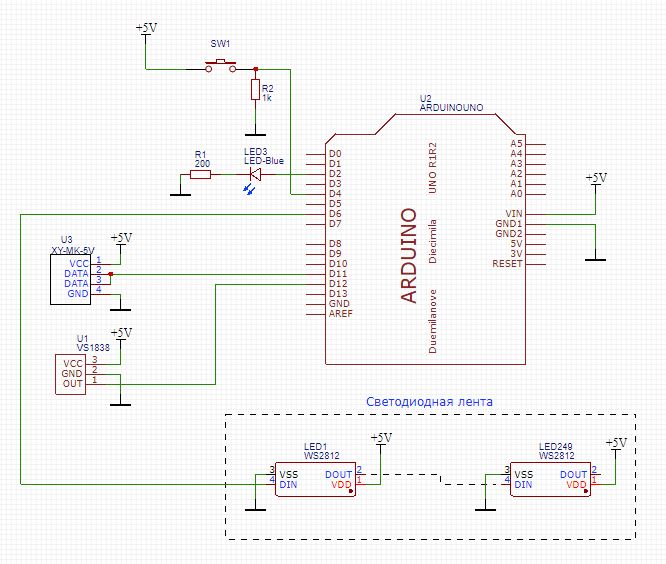 +5V
SW1
R2
1k
U2
ARDUINOUNO
R1
200
LED3
LED-Blue
D0
D1
D2
D3
D4
D5
D6
D7
D8
D9
D10
D11
D12
D13
GND
AREF
ARDUINO
UNO R1R2
Diecimila
Duemilanove
A5
A4
A3
A2
A1
A0
VIN
GND1
GND2
5V
3V
RESET
+5V
U3
XY-MK-5V
+5V
VCC 1
DATA 2
DATA 3
GND 4
U1
VS1838
+5V
VCC 3
GND 2
OUT 1
Светодиодная лента
LED1
WS2812
+5V
3 VSS DOUT 2
4 DIN VDD 1
LED249
WS2812
+5V
3 VSS DOUT 2
4 DIN VDD 1